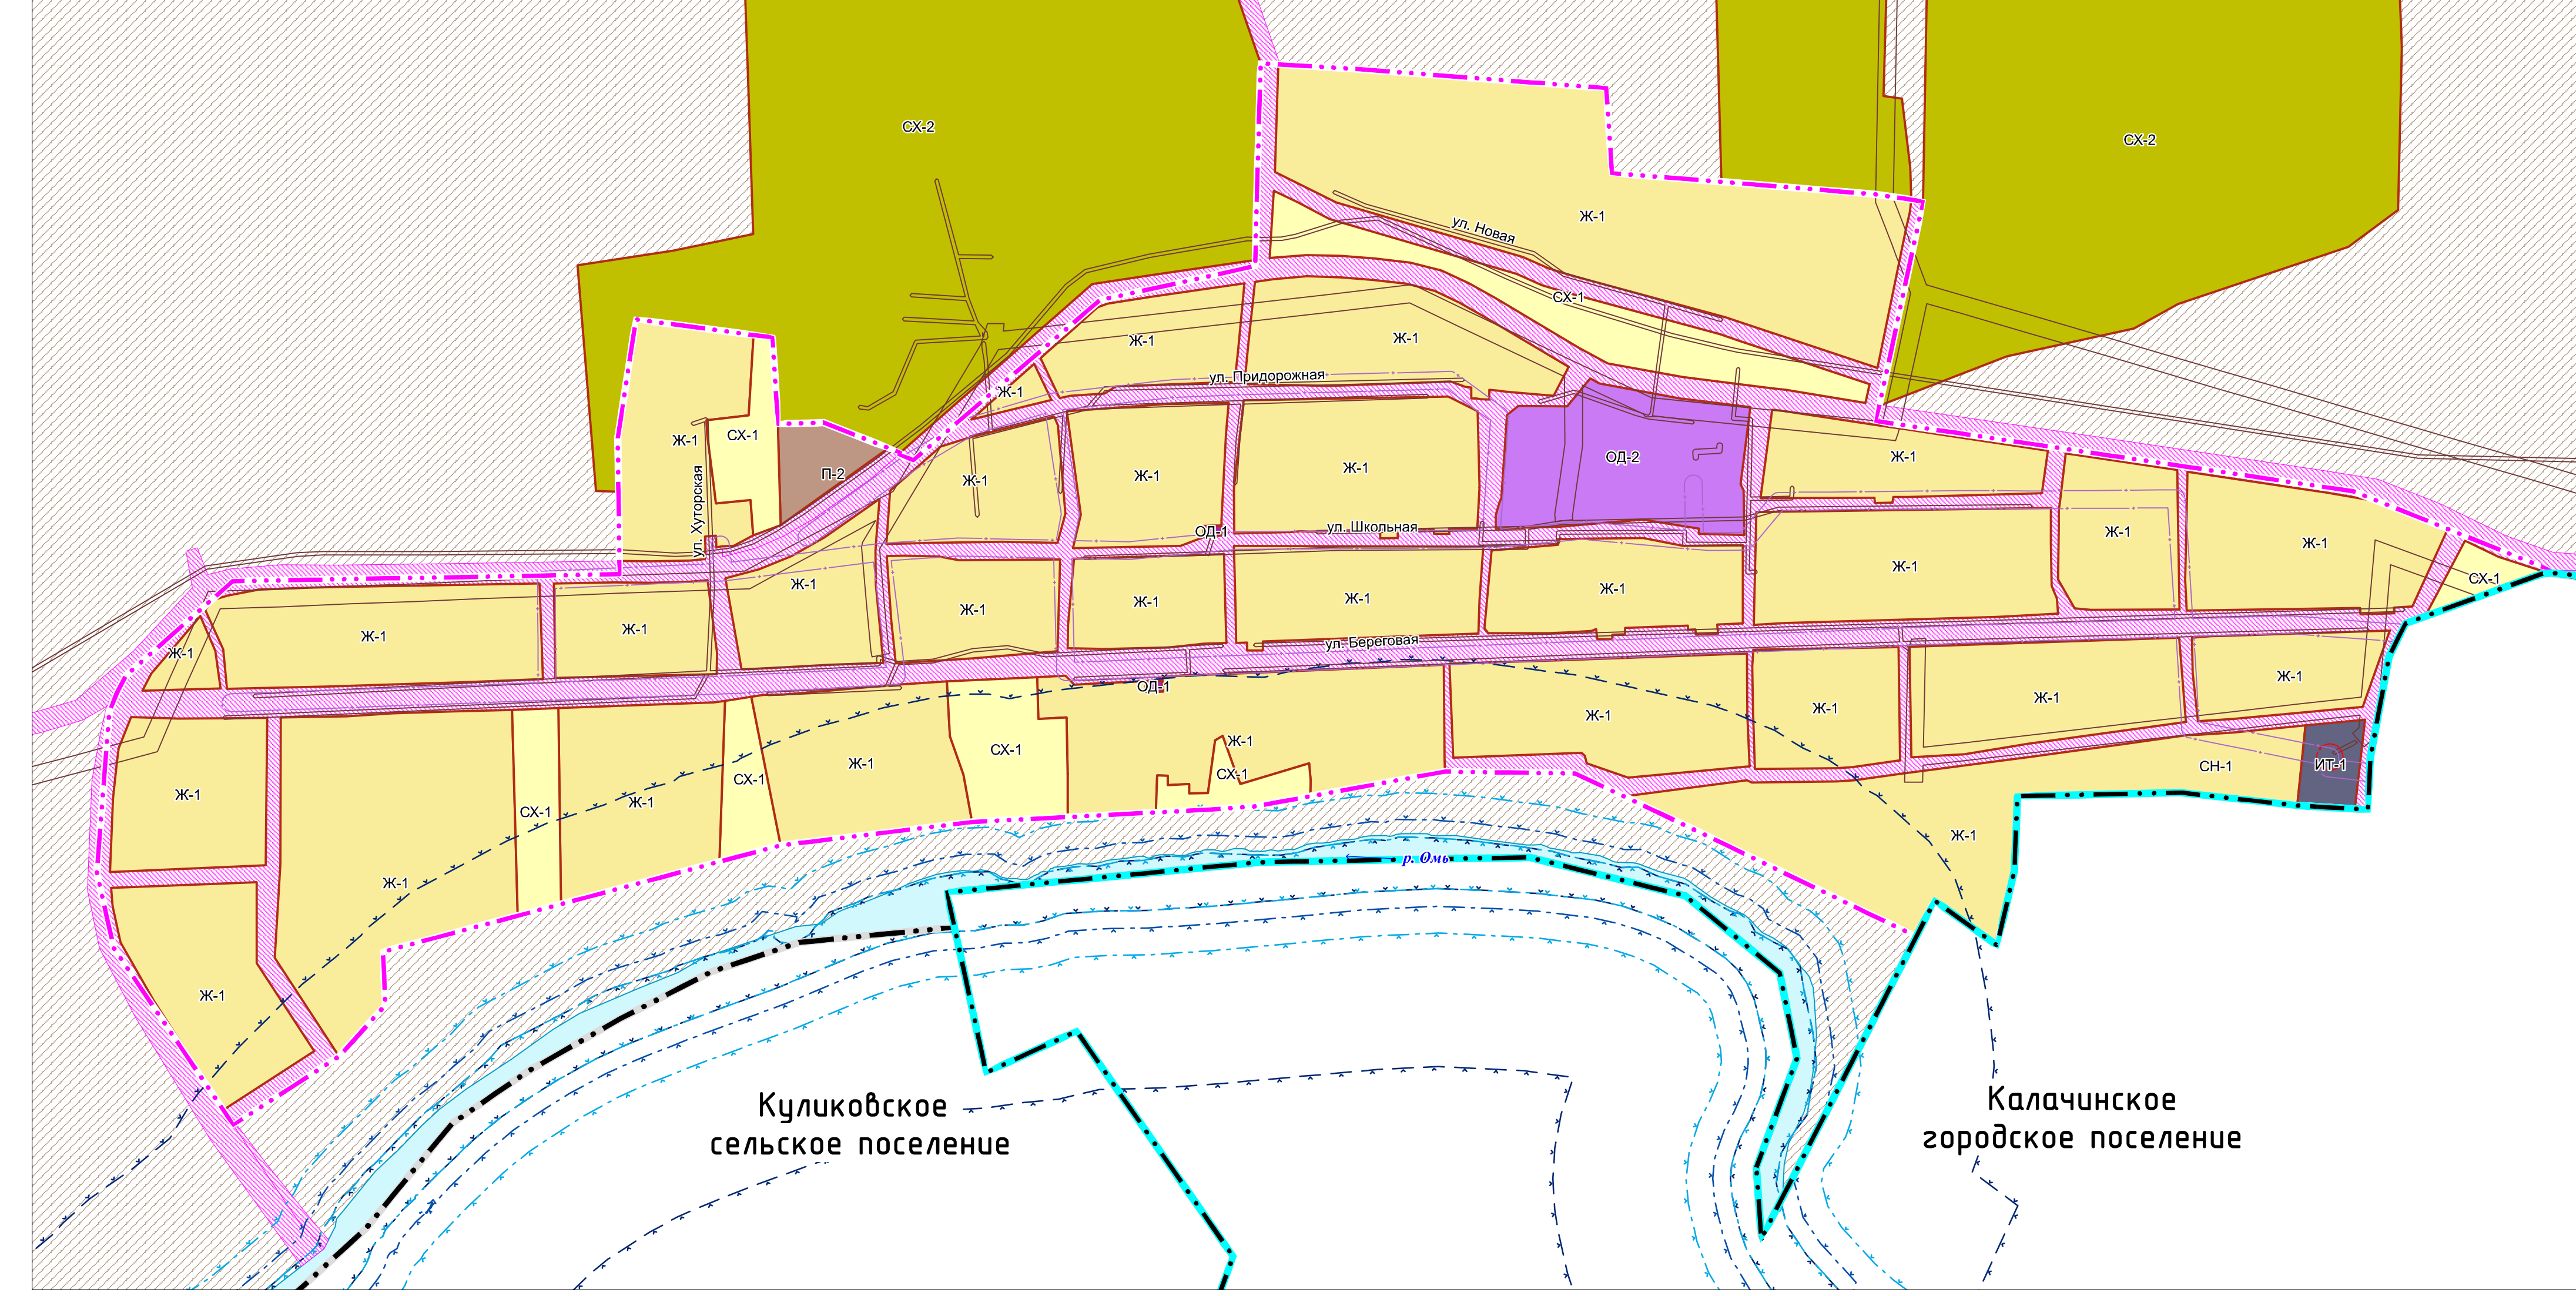 СХ-2
СХ-2
Ж-1
ул. Новая
СХ-1
Ж-1
Ж-1
ул. Придорожная
Ж-1
Ж-1
СХ-1
П-2
ул. Хуторская
Ж-1
Ж-1
Ж-1
ОД-2
Ж-1
ОД-1
ул. Школьная
Ж-1
Ж-1
Ж-1
Ж-1
Ж-1
Ж-1
Ж-1
Ж-1
СХ-1
Ж-1
Ж-1
Ж-1
ул. Береговая
ОД-1
Ж-1
Ж-1
Ж-1
Ж-1
Ж-1
СХ-1
Ж-1
СХ-1
Ж-1
СХ-1
Ж-1
СХ-1
Ж-1
СН-1
ИТ-1
Ж-1
р. Омь
Ж-1
Ж-1
Куликовское
сельское поселение
Калачинское
городское поселение